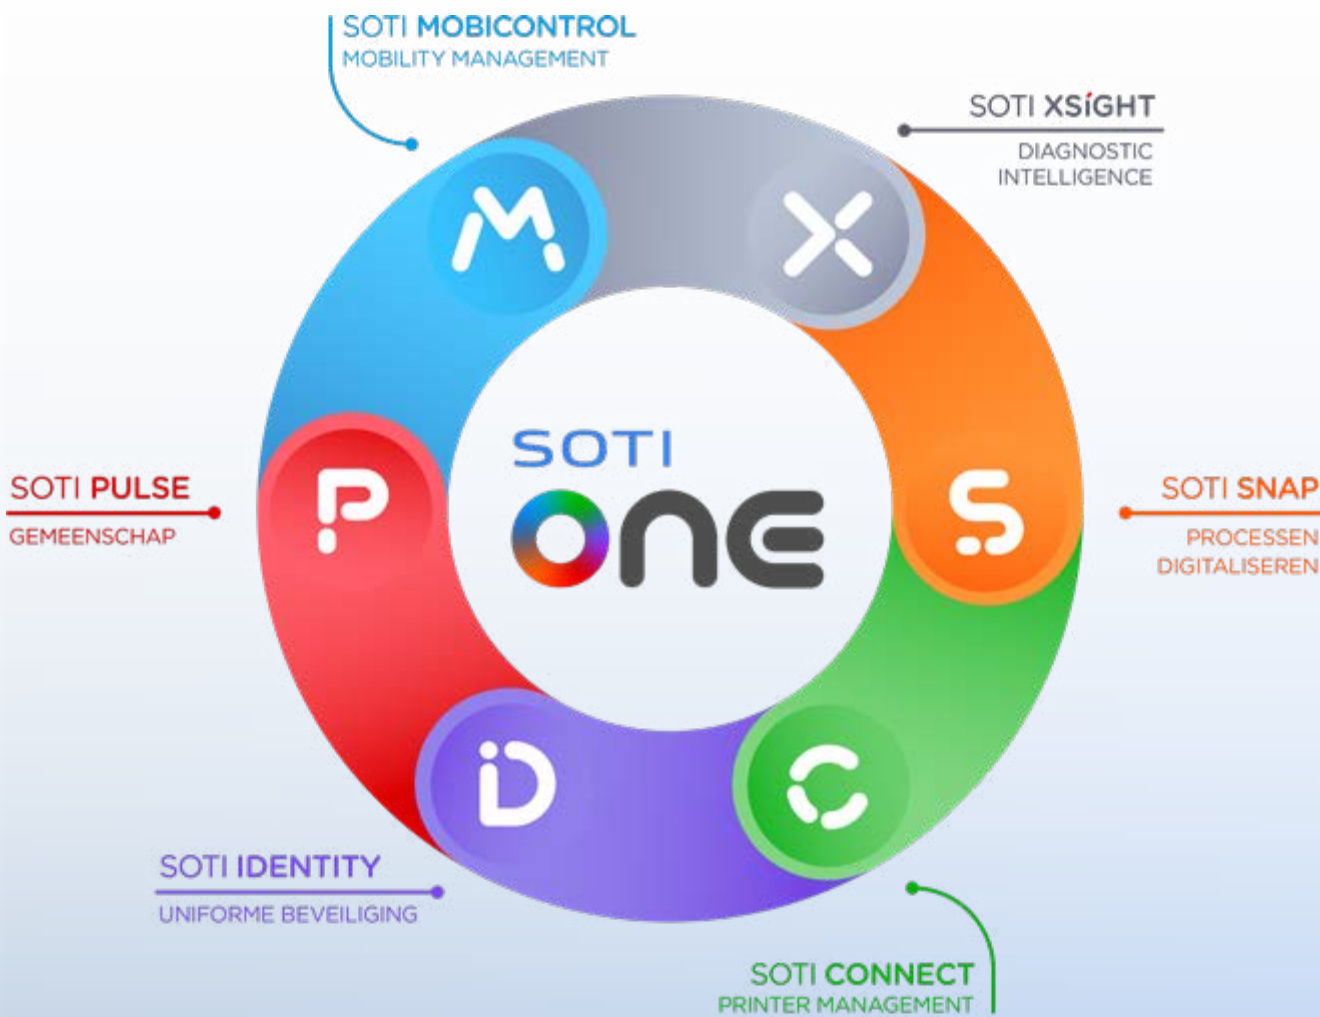 SOTI MOBICONTROL
MOBILITY MANAGEMENT
SOTI XSiGHT
DIAGNOSTIC
INTELLIGENCE
M
X
SOTI
ONE
SOTI PULSE
GEMEENSCHAP
P
S
SOTI SNAP
PROCESSEN
DIGITALISEREN
iD
C
SOTI IDENTITY
UNIFORME BEVEILIGING
SOTI CONNECT
PRINTER MANAGEMENT